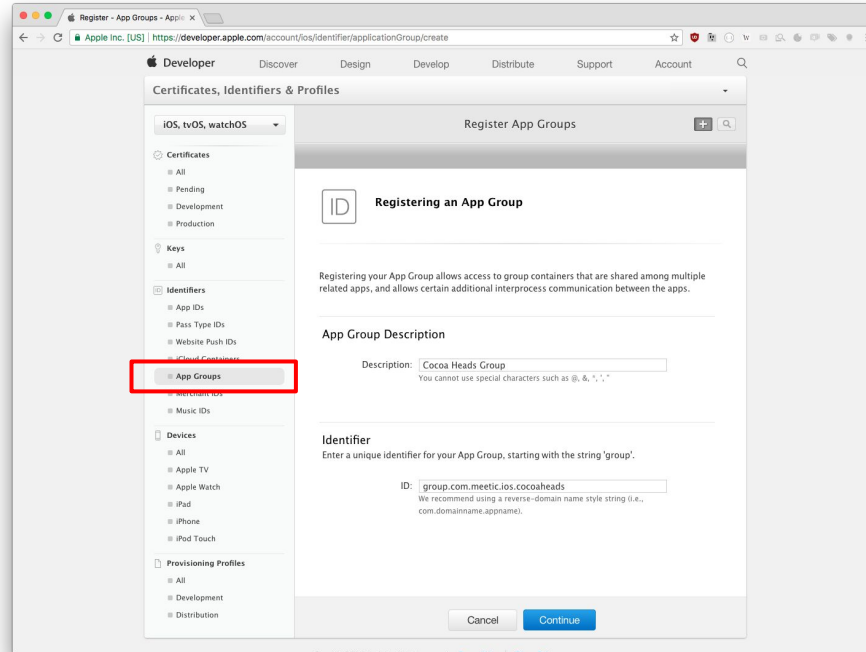 Register - App Groups - Apple
Apple Inc. [US] | https://developer.apple.com/account/ios/identifier/applicationGroup/create
Developer Discover Design Develop Distribute Support Account
Certificates, Identifiers & Profiles
iOS, tvOS, watchOS
Register App Groups
Certificates
All
Pending
Development
Production
Keys
All
Identifiers
App IDs
Pass Type IDs
Website Push IDs
iCloud Containers
App Groups
Merchant IDs
Music IDs
Devices
All
Apple TV
Apple Watch
iPad
iPhone
iPod Touch
Provisioning Profiles
All
Development
Distribution
ID Registering an App Group
Registering your App Group allows access to group containers that are shared among multiple
related apps, and allows certain additional interprocess communication between the apps.
App Group Description
Description: Cocoa Heads Group
You cannot use special characters such as @, &, *, ', "
Identifier
Enter a unique identifier for your App Group, starting with the string 'group'.
ID: group.com.meetic.ios.cocoaheads
We recommend using a reverse-domain name style string (i.e.,
com.domainname.appname).
Cancel Continue